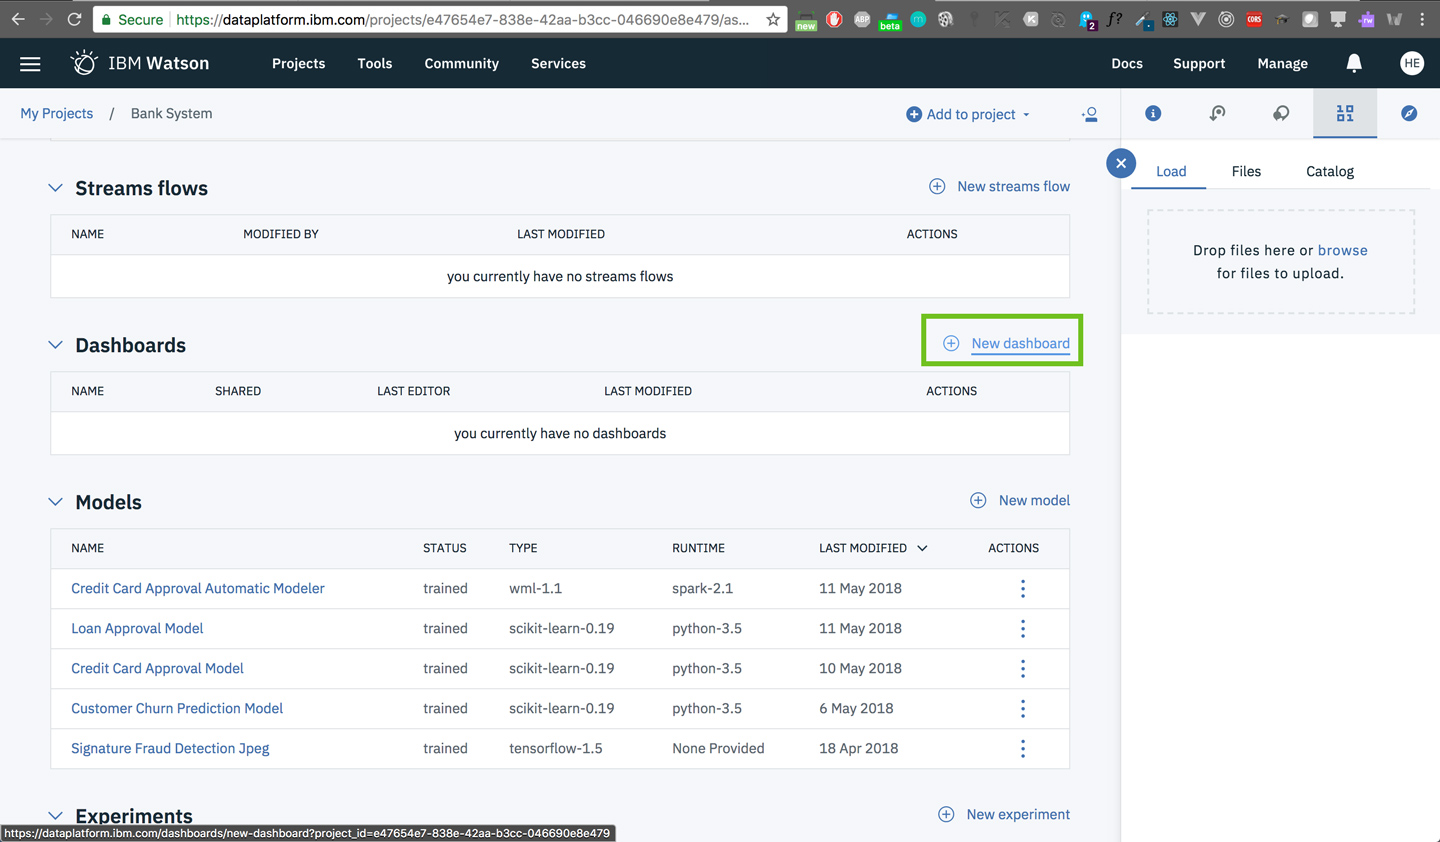 Secure https://dataplatform.ibm.com/projects/e47654e7-838e-42aa-b3cc-046690e8e479/as...
new
ABP
beta
m
K
2
f?
CORS
rw
IBM Watson
Projects
Tools
Community
Services
Docs
Support
Manage
HE
My Projects / Bank System
Add to project
Load
Files
Catalog
Drop files here or browse
for files to upload.
Streams flows
New streams flow
NAME MODIFIED BY LAST MODIFIED ACTIONS
you currently have no streams flows
Dashboards
New dashboard
NAME SHARED LAST EDITOR LAST MODIFIED ACTIONS
you currently have no dashboards
Models
New model
NAME STATUS TYPE RUNTIME LAST MODIFIED ACTIONS
Credit Card Approval Automatic Modeler trained wml-1.1 spark-2.1 11 May 2018
Loan Approval Model trained scikit-learn-0.19 python-3.5 11 May 2018
Credit Card Approval Model trained scikit-learn-0.19 python-3.5 10 May 2018
Customer Churn Prediction Model trained scikit-learn-0.19 python-3.5 6 May 2018
Signature Fraud Detection Jpeg trained tensorflow-1.5 None Provided 18 Apr 2018
Experiments
New experiment
https://dataplatform.ibm.com/dashboards/new-dashboard?project_id=e47654e7-838e-42aa-b3cc-046690e8e479